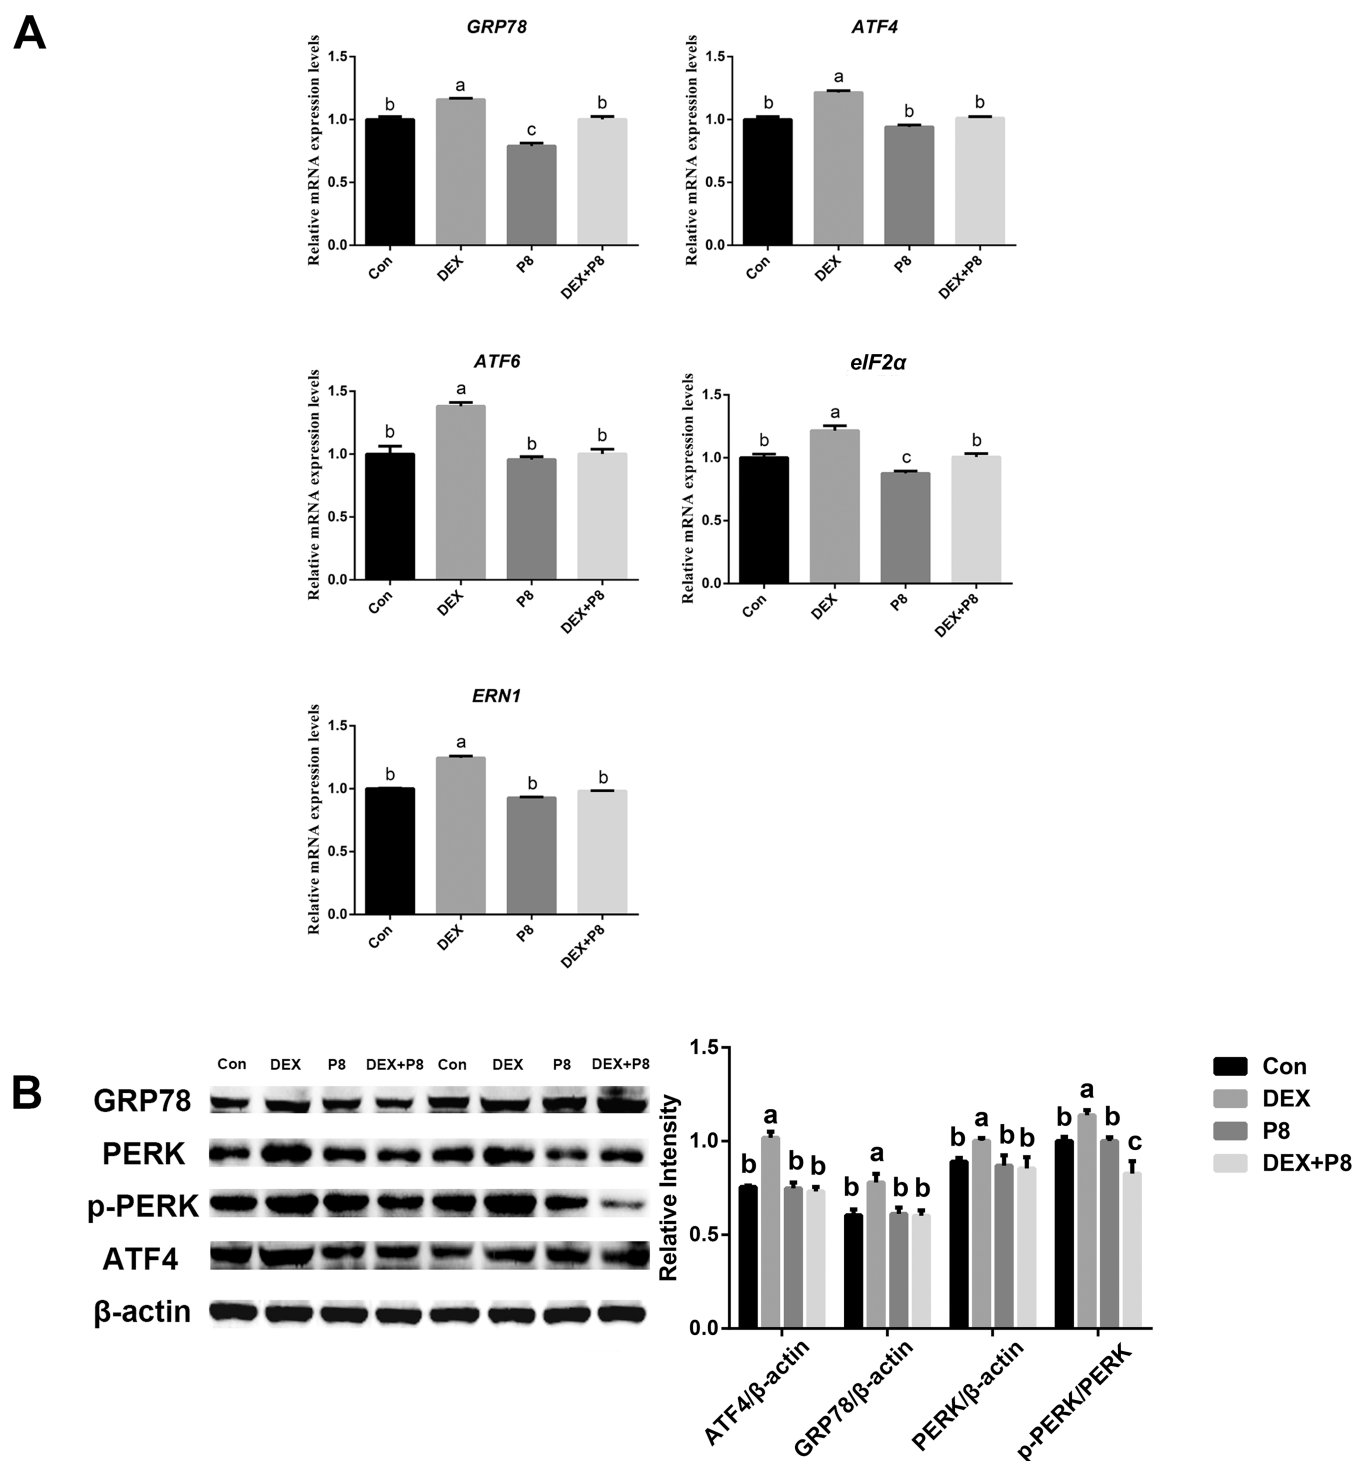 A
GRP78
Relative mRNA expression levels
1.5
1.0
0.5
0.0
b
a
c
b
Con
DEX
P8
DEX+P8
ATF4
Relative mRNA expression levels
1.5
1.0
0.5
0.0
b
a
b
b
Con
DEX
P8
DEX+P8
ATF6
Relative mRNA expression levels
1.5
1.0
0.5
0.0
b
a
b
b
Con
DEX
P8
DEX+P8
eIF2α
Relative mRNA expression levels
1.5
1.0
0.5
0.0
b
a
c
b
Con
DEX
P8
DEX+P8
ERN1
Relative mRNA expression levels
1.5
1.0
0.5
0.0
b
a
b
b
Con
DEX
P8
DEX+P8
B
Con DEX P8 DEX+P8 Con DEX P8 DEX+P8
GRP78
PERK
p-PERK
ATF4
β-actin
Relative Intensity
1.5
1.0
0.5
0.0
b a b b
b a b b
b a b b
b a b c
ATF4/β-actin
GRP78/β-actin
PERK/β-actin
p-PERK/PERK
Con
DEX
P8
DEX+P8